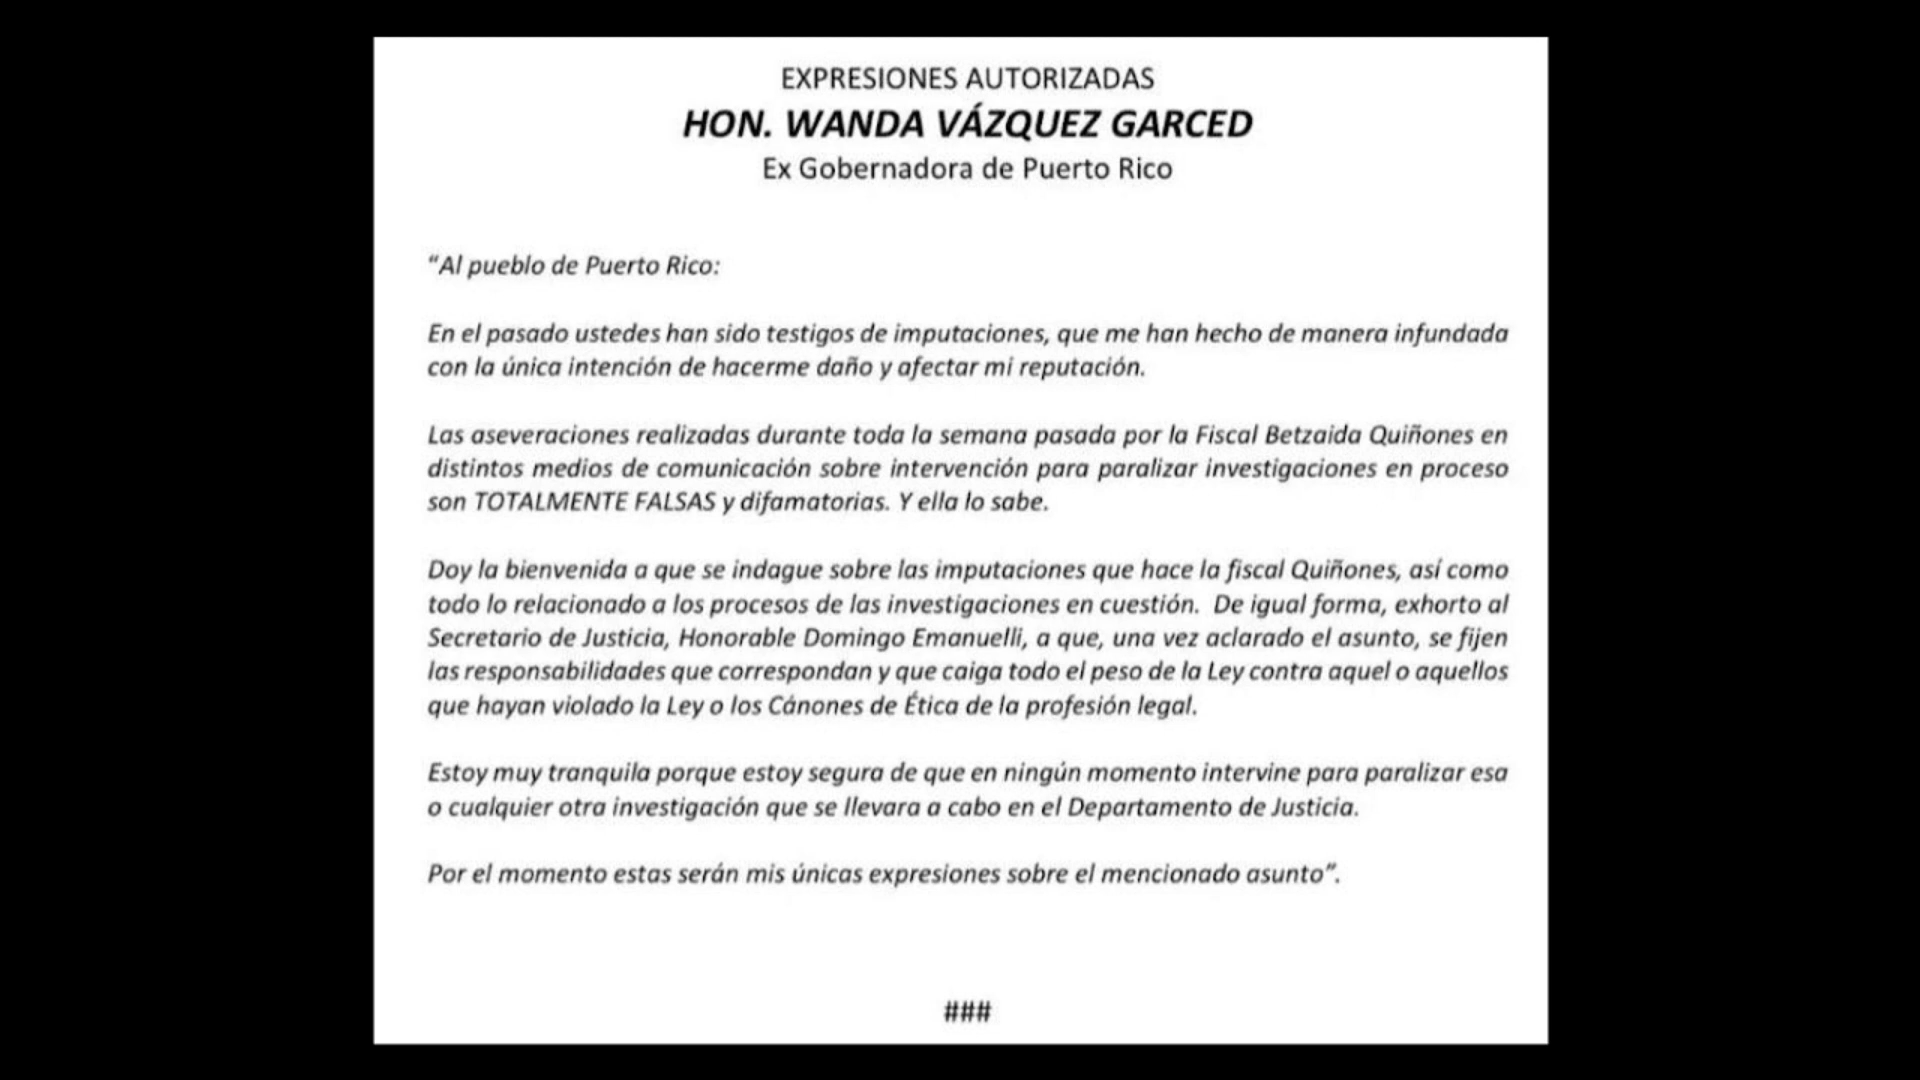 EXPRESIONES AUTORIZADAS
HON. WANDA VÁZQUEZ GARCED
Ex Gobernadora de Puerto Rico
“Al pueblo de Puerto Rico:
En el pasado ustedes han sido testigos de imputaciones, que me han hecho de manera infundada
con la única intención de hacerme daño y afectar mi reputación.
Las aseveraciones realizadas durante toda la semana pasada por la Fiscal Betzaida Quiñones en
distintos medios de comunicación sobre intervención para paralizar investigaciones en proceso
son TOTALMENTE FALSAS y difamatorias. Y ella lo sabe.
Doy la bienvenida a que se indague sobre las imputaciones que hace la fiscal Quiñones, así como
todo lo relacionado a los procesos de las investigaciones en cuestión. De igual forma, exhorto al
Secretario de Justicia, Honorable Domingo Emanuelli, a que, una vez aclarado el asunto, se fijen
las responsabilidades que correspondan y que caiga todo el peso de la Ley contra aquel o aquellos
que hayan violado la Ley o los Cánones de Ética de la profesión legal.
Estoy muy tranquila porque estoy segura de que en ningún momento intervine para paralizar esa
o cualquier otra investigación que se llevara a cabo en el Departamento de Justicia.
Por el momento estas serán mis únicas expresiones sobre el mencionado asunto”.
###